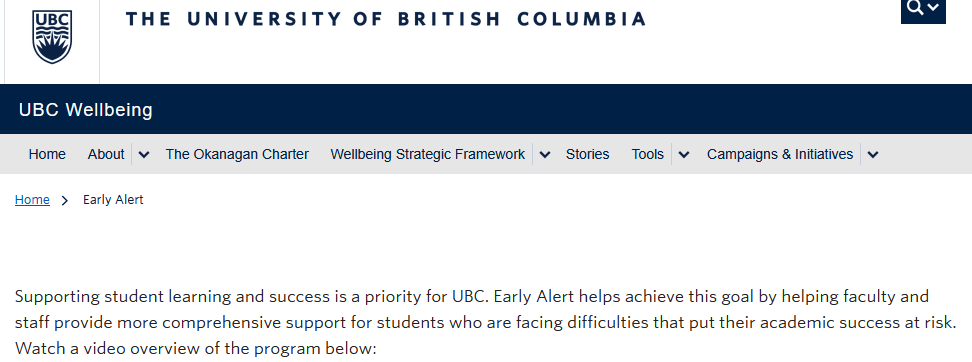 UBC
THE UNIVERSITY OF BRITISH COLUMBIA
UBC Wellbeing
Home About The Okanagan Charter Wellbeing Strategic Framework Stories Tools Campaigns & Initiatives
Home > Early Alert
Supporting student learning and success is a priority for UBC. Early Alert helps achieve this goal by helping faculty and
staff provide more comprehensive support for students who are facing difficulties that put their academic success at risk.
Watch a video overview of the program below: